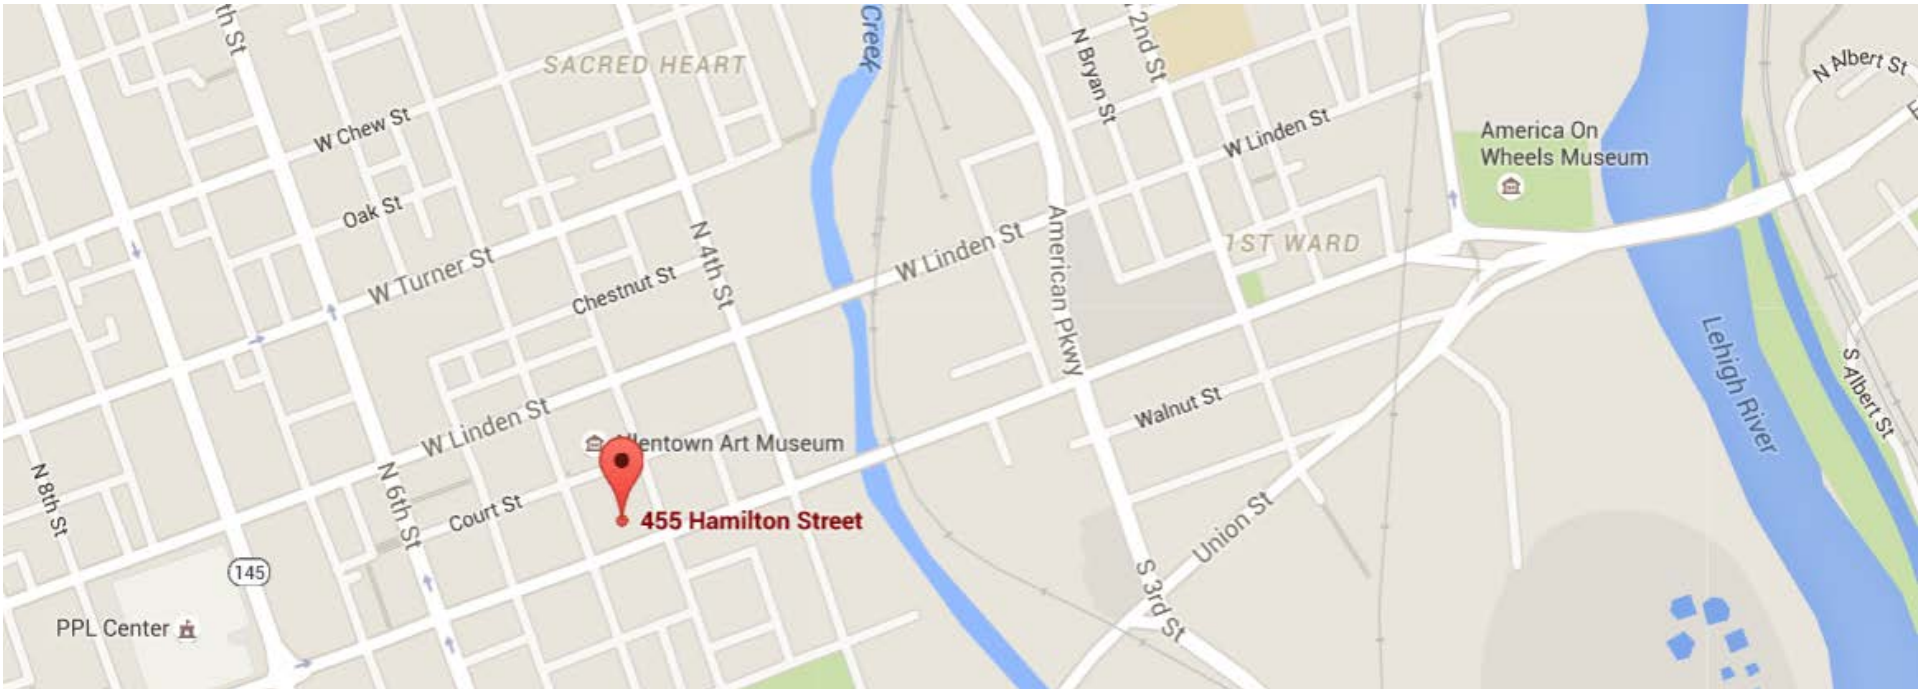 th St
SACRED HEART
Creek
N Bryan St
2nd St
N Albert St
W Chew St
W Linden St
America On
Wheels Museum
Oak St
N 4th St
American Pkwy
1ST WARD
W Linden St
W Turner St
Chestnut St
Lehigh River
S Albert St
Walnut St
W Linden St
Allentown Art Museum
N 8th St
N 6th St
Court St
455 Hamilton Street
Union St
145
S 3rd St
PPL Center